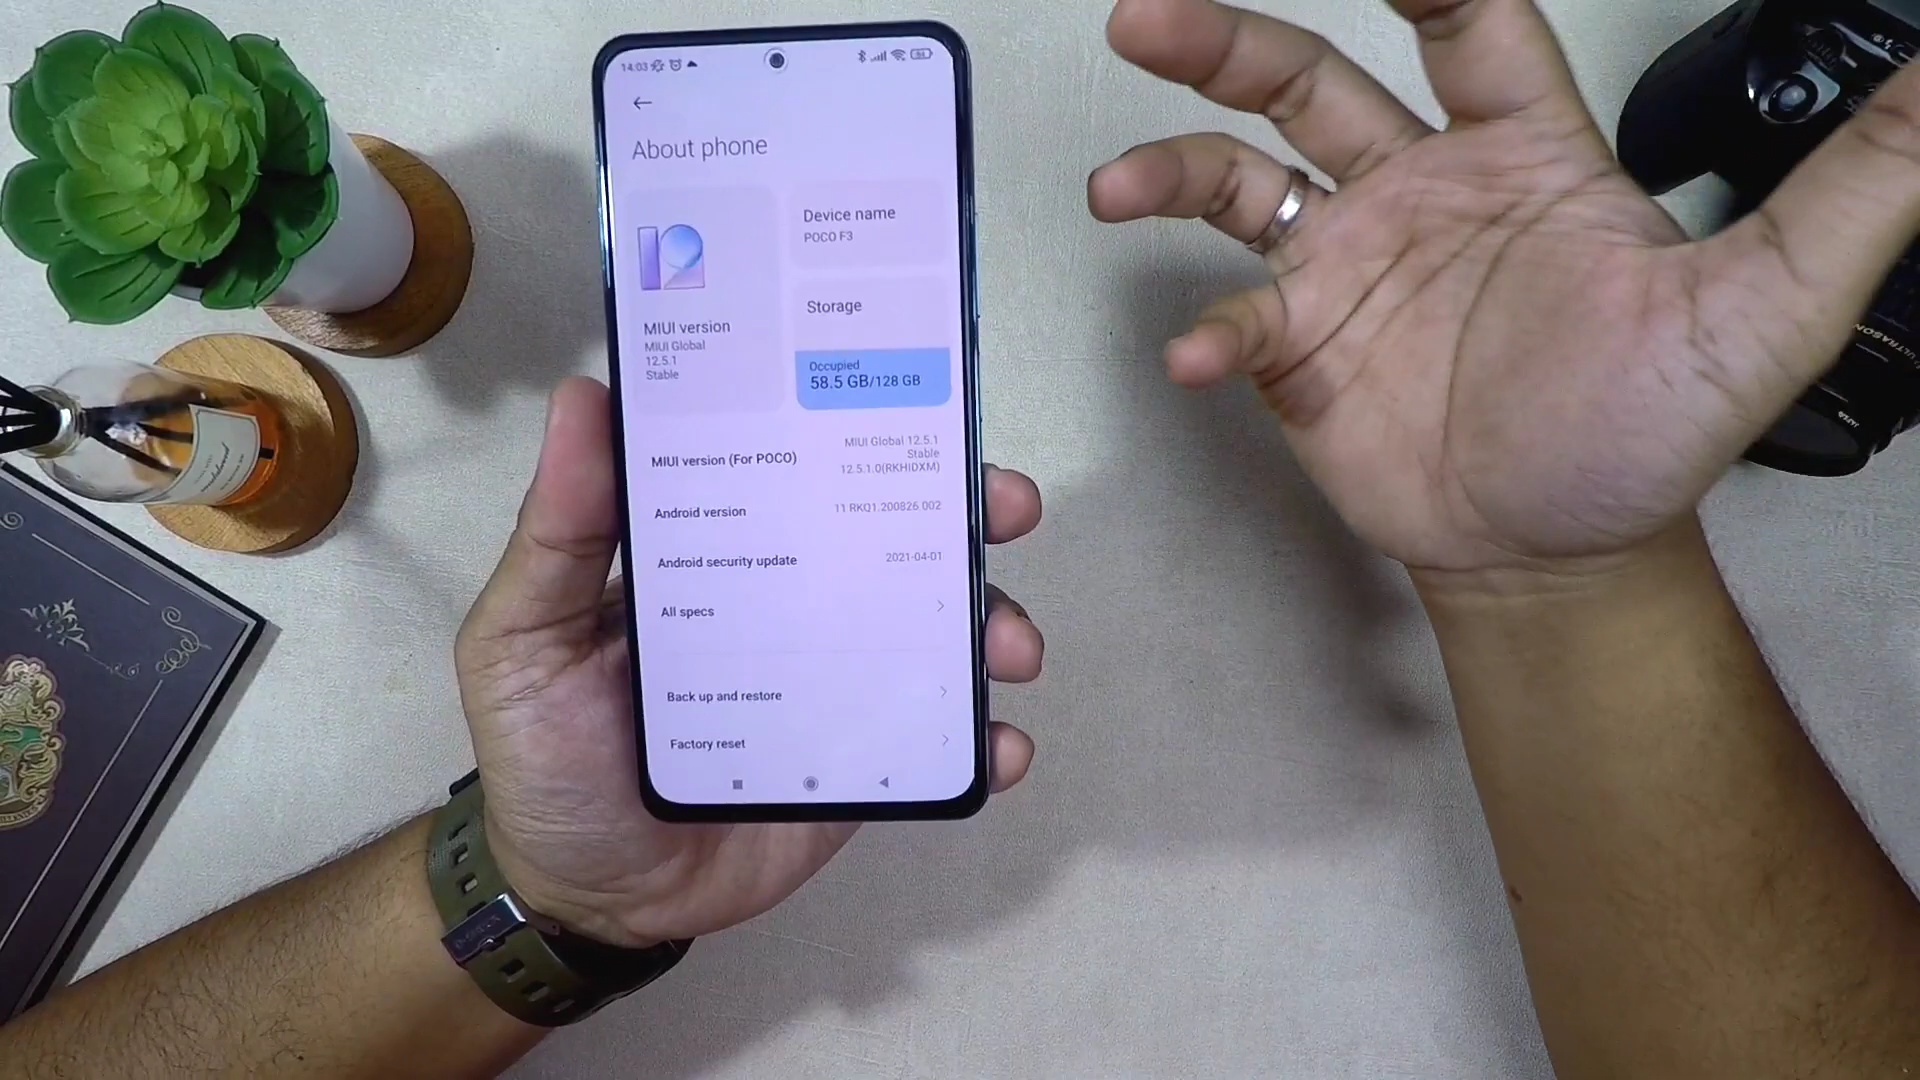 14:03
About phone
Device name
POCO F3
MIUI version
MIUI Global
12.5.1
Stable
Storage
Occupied
58.5 GB/128 GB
MIUI version (For POCO)
MIUI Global 12.5.1
Stable
12.5.1.0(RKHIDXM)
Android version
11 RKQ1.200826.002
Android security update
2021-04-01
All specs
Back up and restore
Factory reset
ULTRASON